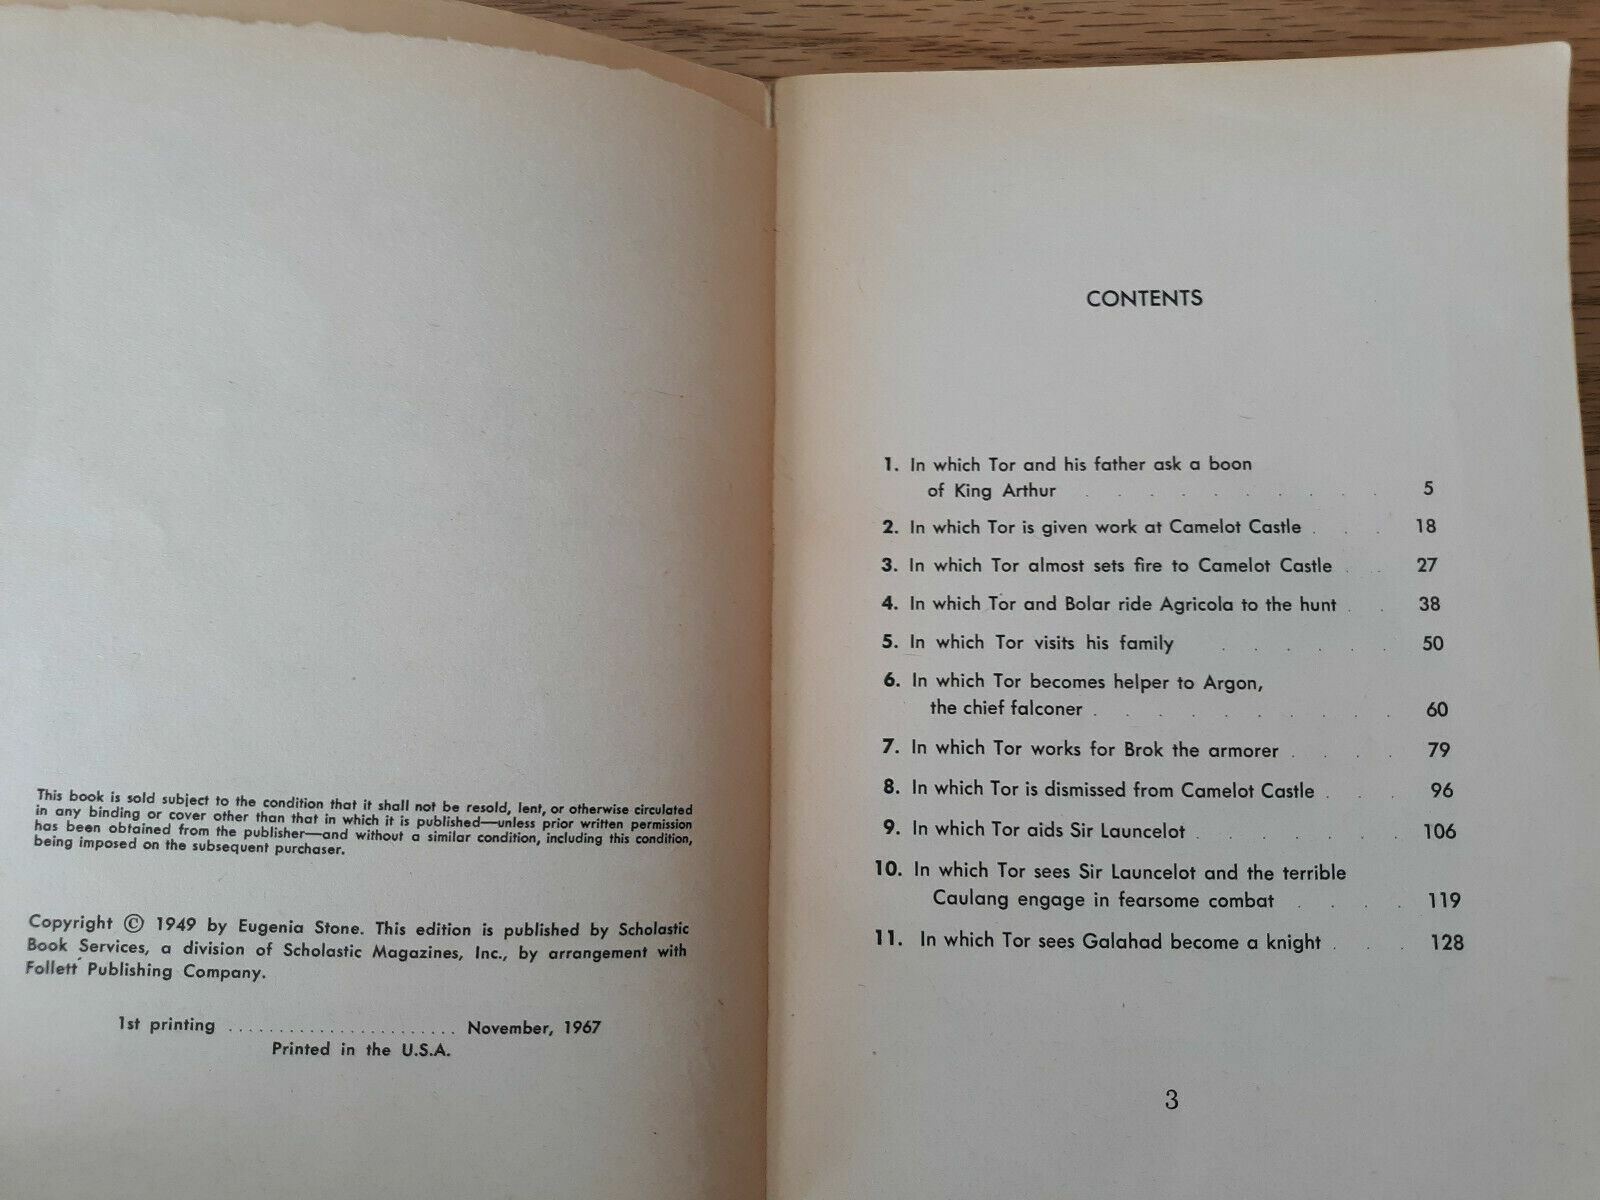 This book is sold subject to the condition that it shall not be resold, lent, or otherwise circulated
in any binding or cover other than that in which it is published—unless prior written permission
has been obtained from the publisher—and without a similar condition, including this condition,
being imposed on the subsequent purchaser.
Copyright © 1949 by Eugenia Stone. This edition is published by Scholastic
Book Services, a division of Scholastic Magazines, Inc., by arrangement with
Follett Publishing Company.
1st printing ....................... November, 1967
Printed in the U.S.A.
CONTENTS
1. In which Tor and his father ask a boon
of King Arthur . . . . . . . . . . 5
2. In which Tor is given work at Camelot Castle . . . 18
3. In which Tor almost sets fire to Camelot Castle . . 27
4. In which Tor and Bolar ride Agricola to the hunt . . 38
5. In which Tor visits his family . . . . . . 50
6. In which Tor becomes helper to Argon,
the chief falconer . . . . . . . . . . 60
7. In which Tor works for Brok the armorer . . . . 79
8. In which Tor is dismissed from Camelot Castle . . . 96
9. In which Tor aids Sir Launcelot . . . . . . . 106
10. In which Tor sees Sir Launcelot and the terrible
Caulang engage in fearsome combat . . . . 119
11. In which Tor sees Galahad become a knight . . . 128
3